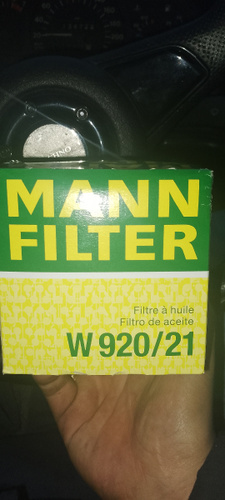 MANN
FILTER
Filtre à huile
Filtro de aceite
W 920/21